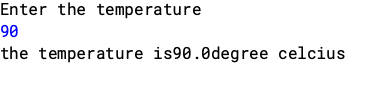 Enter the temperature
90
the temperature is90.0degree celcius